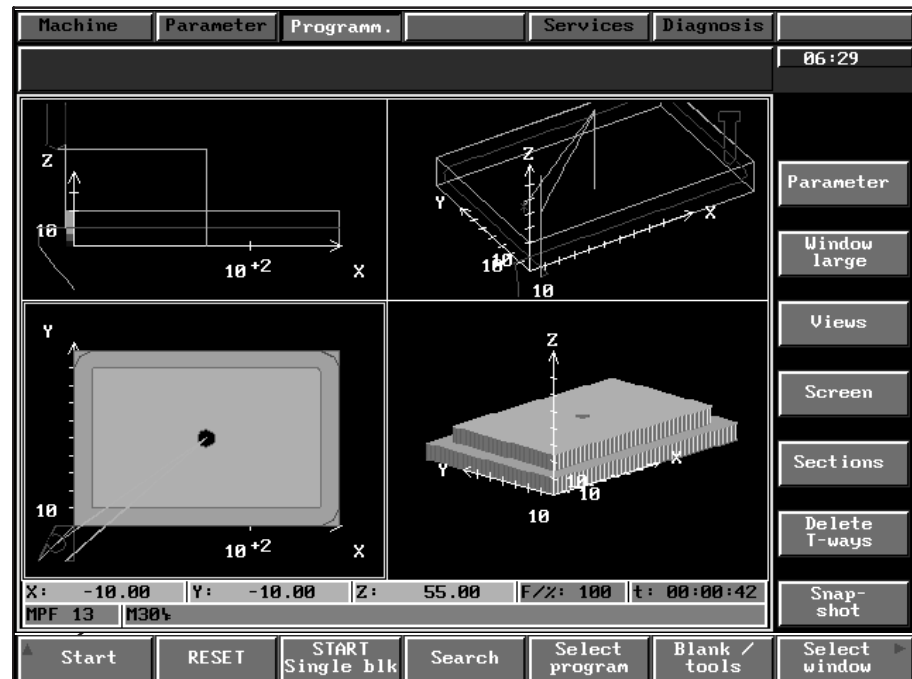 Machine Parameter Programm. Services Diagnosis
06:29
Z
10
10 +2 X
Z
Y
X
10 10
10
Parameter
Window
large
Views
Screen
Sections
Delete
T-ways
Snap-
shot
Y
10
10 +2 X
Z
Y
X
10
10
10
X: -10.00 Y: -10.00 Z: 55.00 F/%: 100 t: 00:00:42
MPF 13 M30␊
Start RESET START Search Select Blank / Select
Single blk program tools window